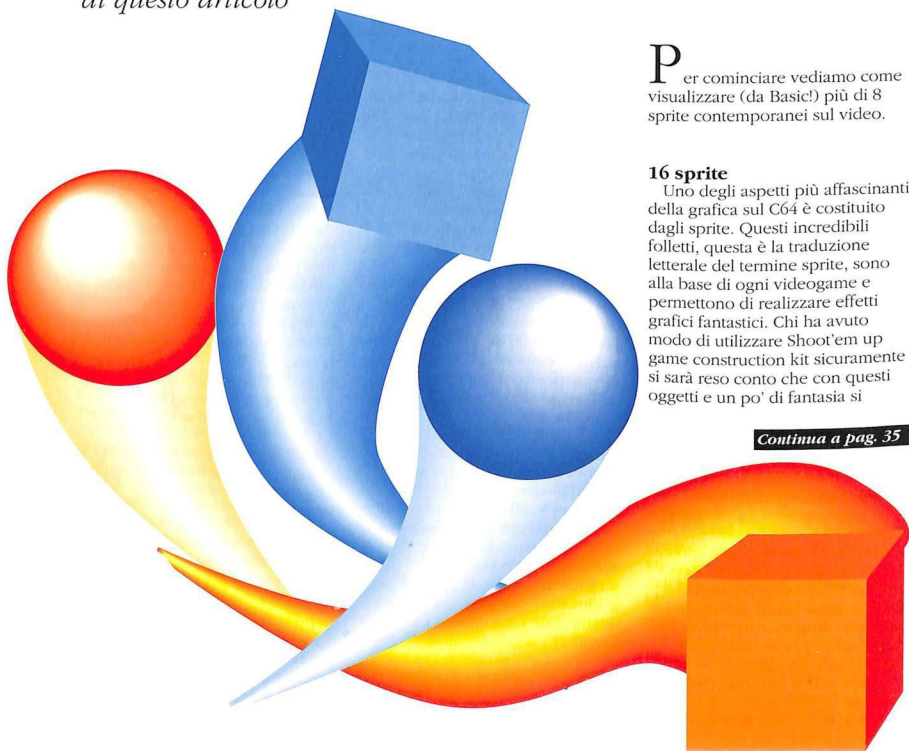 di questo articolo
Per cominciare vediamo come
visualizzare (da Basic!) più di 8
sprite contemporanei sul video.
16 sprite
Uno degli aspetti più affascinanti
della grafica sul C64 è costituito
dagli sprite. Questi incredibili
folletti, questa è la traduzione
letterale del termine sprite, sono
alla base di ogni videogame e
permettono di realizzare effetti
grafici fantastici. Chi ha avuto
modo di utilizzare Shoot'em up
game construction kit sicuramente
si sarà reso conto che con questi
oggetti e un po' di fantasia si
Continua a pag. 35